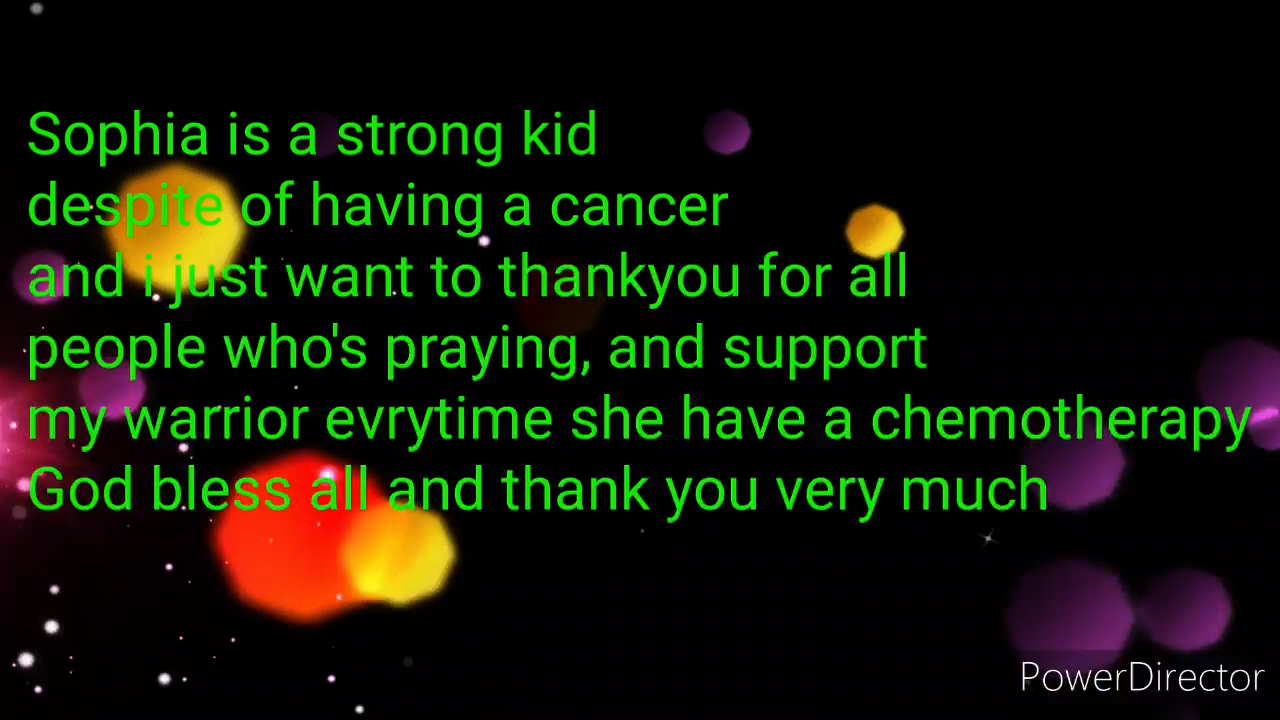 Sophia is a strong kid
despite of having a cancer
and i just want to thankyou for all
people who's praying, and support
my warrior evrytime she have a chemotherapy
God bless all and thank you very much
PowerDirector